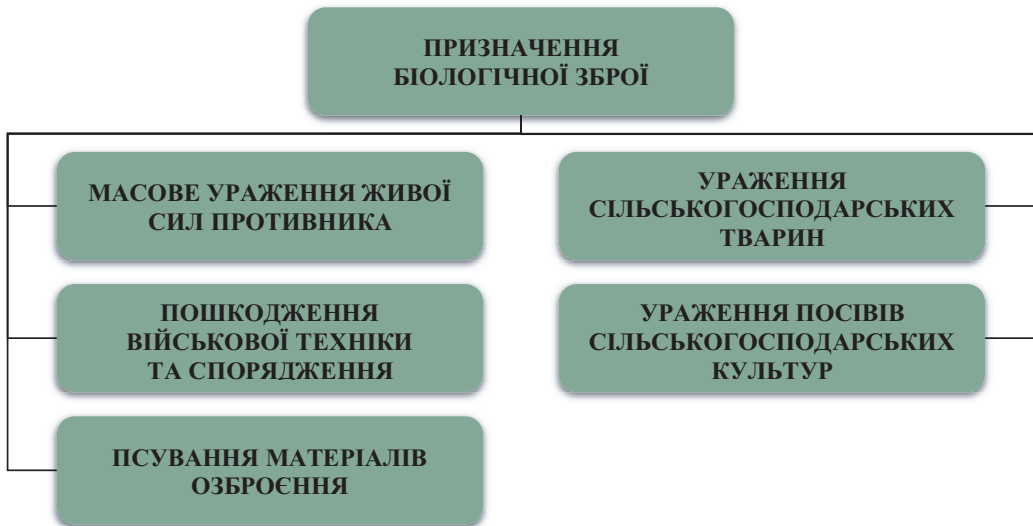 ПРИЗНАЧЕННЯ
БІОЛОГІЧНОЇ ЗБРОЇ
МАСОВЕ УРАЖЕННЯ ЖИВОЇ
СИЛ ПРОТИВНИКА
ПОШКОДЖЕННЯ
ВІЙСЬКОВОЇ ТЕХНІКИ
ТА СПОРЯДЖЕННЯ
ПСУВАННЯ МАТЕРІАЛІВ
ОЗБРОЄННЯ
УРАЖЕННЯ
СІЛЬСЬКОГОСПОДАРСЬКИХ
ТВАРИН
УРАЖЕННЯ ПОСІВІВ
СІЛЬСЬКОГОСПОДАРСЬКИХ
КУЛЬТУР